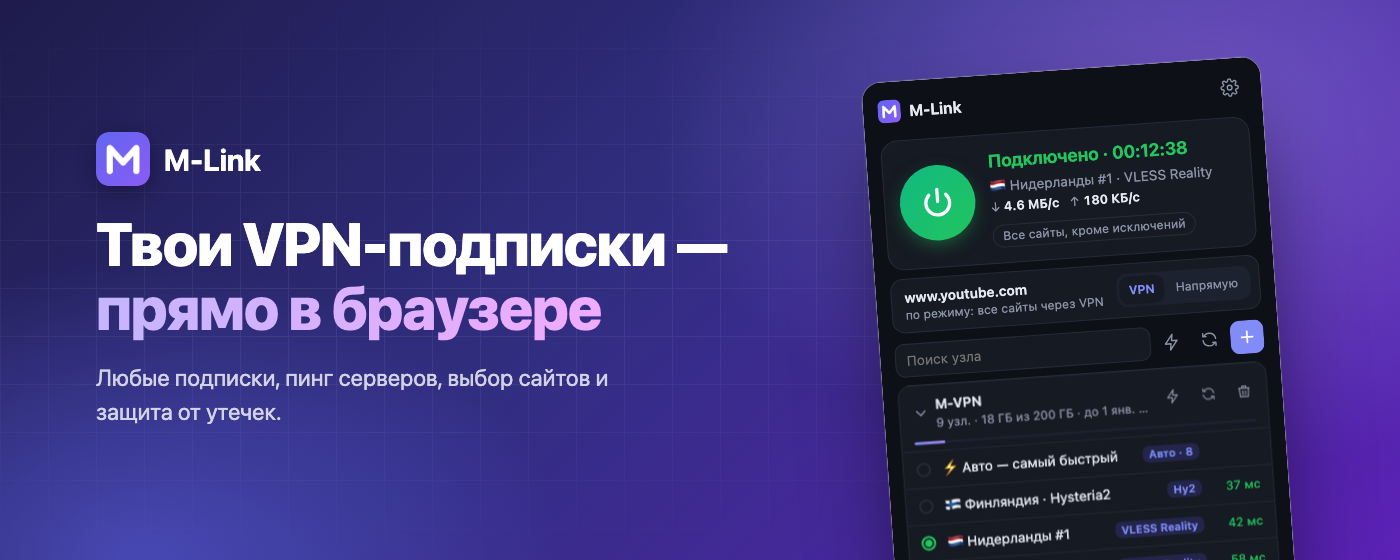 M-Link
Твои VPN-подписки —
прямо в браузере
Любые подписки, пинг серверов, выбор сайтов и
защита от утечек.
M-Link
Подключено · 00:12:38
Нидерланды #1 · VLESS Reality
↓ 4.6 МБ/с ↑ 180 КБ/с
Все сайты, кроме исключений
www.youtube.com
по режиму: все сайты через VPN
VPN Напрямую
Поиск узла
M-VPN
9 узл. · 18 ГБ из 200 ГБ · до 1 янв. ...
Авто — самый быстрый Авто · 8
Финляндия · Hysteria2 Hy2 37 мс
Нидерланды #1 VLESS Reality 42 мс
58 мс